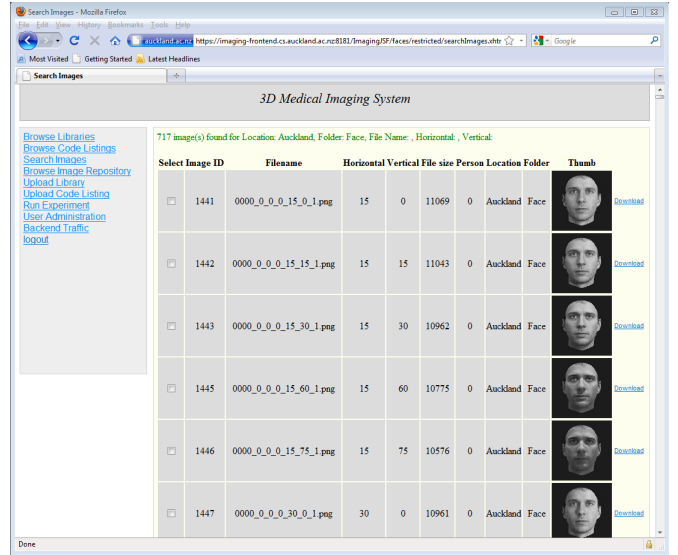 Search Images - Mozilla Firefox
File Edit View History Bookmarks Tools Help
auckland.ac.nz https://imaging-frontend.cs.auckland.ac.nz:8181/ImagingJSF/faces/restricted/searchImages.xhtr
Google
Most Visited Getting Started Latest Headlines
Search Images
3D Medical Imaging System
Browse Libraries
Browse Code Listings
Search Images
Browse Image Repository
Upload Library
Upload Code Listing
Run Experiment
User Administration
Backend Traffic
logout
717 image(s) found for Location: Auckland, Folder: Face, File Name: , Horizontal: , Vertical:
Select Image ID Filename Horizontal Vertical File size Person Location Folder Thumb
1441 0000_0_0_0_15_0_1.png 15 0 11069 0 Auckland Face Download
1442 0000_0_0_0_15_15_1.png 15 15 11043 0 Auckland Face Download
1443 0000_0_0_0_15_30_1.png 15 30 10962 0 Auckland Face Download
1445 0000_0_0_0_15_60_1.png 15 60 10775 0 Auckland Face Download
1446 0000_0_0_0_15_75_1.png 15 75 10576 0 Auckland Face Download
1447 0000_0_0_0_30_0_1.png 30 0 10961 0 Auckland Face Download
Done